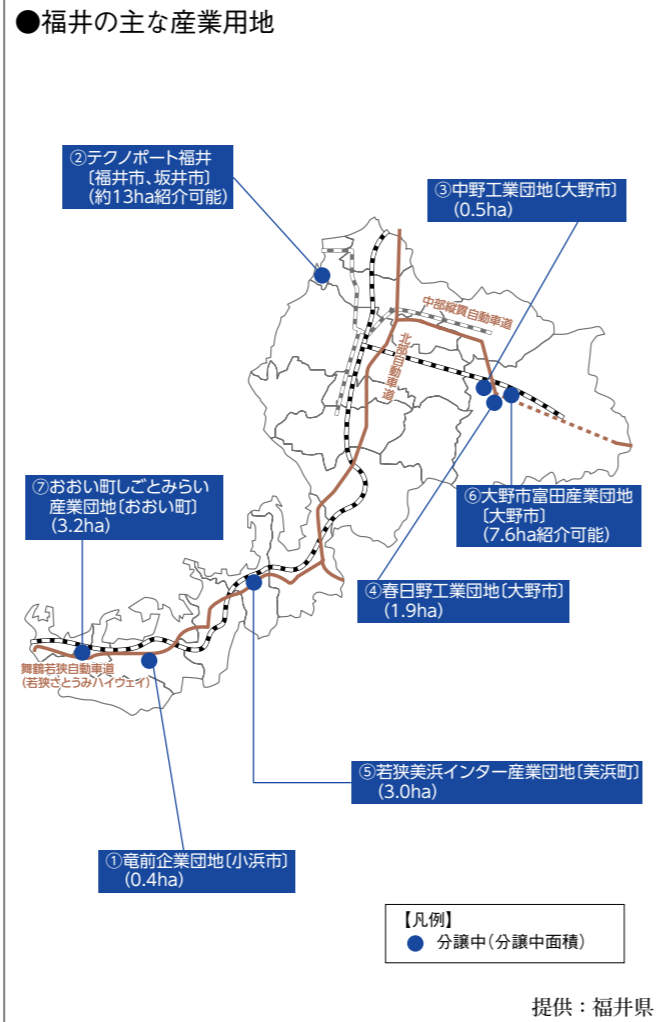 ●福井の主な産業用地
②テクノポート福井
〔福井市、坂井市〕
(約13ha紹介可能)
③中野工業団地〔大野市〕
(0.5ha)
中部縦貫自動車道
北部自動車道
⑦おおい町しごとみらい
産業団地〔おおい町〕
(3.2ha)
⑥大野市富田産業団地
〔大野市〕
(7.6ha紹介可能)
④春日野工業団地〔大野市〕
(1.9ha)
舞鶴若狭自動車道
(若狭さとうみハイウェイ)
⑤若狭美浜インター産業団地〔美浜町〕
(3.0ha)
①竜前企業団地〔小浜市〕
(0.4ha)
【凡例】
● 分譲中(分譲中面積)
提供：福井県